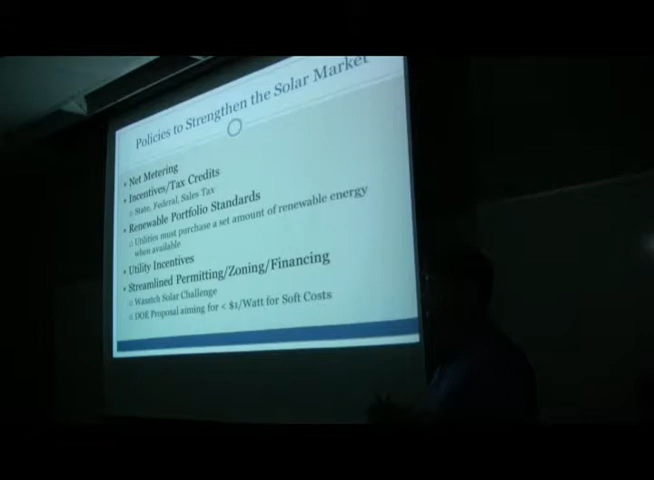 Policies to Strengthen the Solar Market
• Net Metering
• Incentives/Tax Credits
○ State, Federal, Sales Tax
• Renewable Portfolio Standards
○ Utilities must purchase a set amount of renewable energy
when available
• Utility Incentives
• Streamlined Permitting/Zoning/Financing
○ Wasatch Solar Challenge
○ DOE Proposal aiming for < $1/Watt for Soft Costs